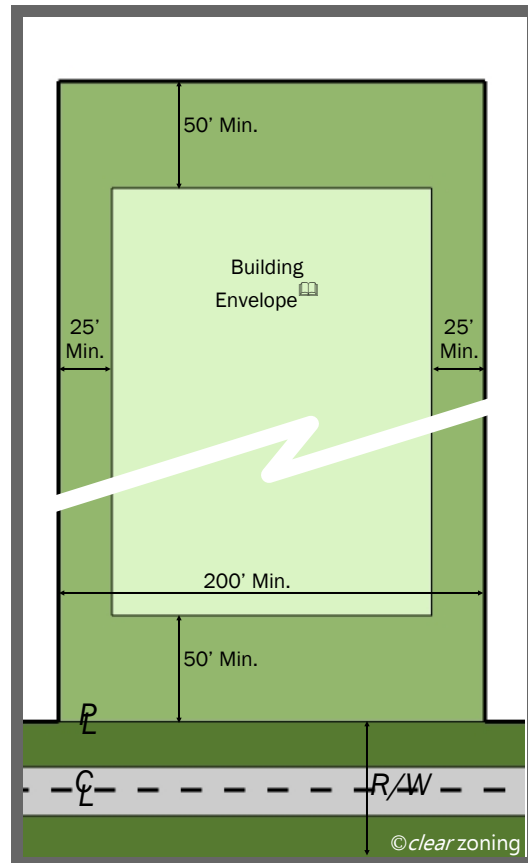 50’ Min.
Building
Envelope
25’
Min.
25’
Min.
200’ Min.
50’ Min.
PL
CL
R/W
©clear zoning